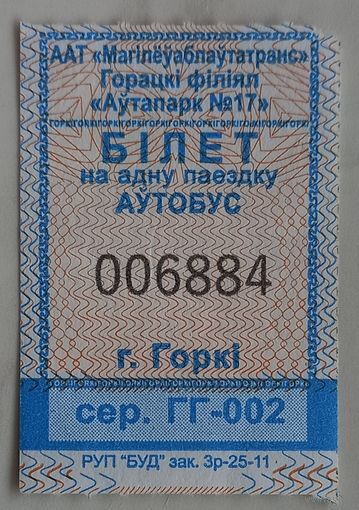 ААТ «Магілёуаблаўтатранс»
Горацкі філіял
«Аўтапарк №17»
БІЛЕТ
на адну паездку
АЎТОБУС
006884
г. Горкі
сер. ГГ-002
РУП "БУД" зак. 3р-25-11